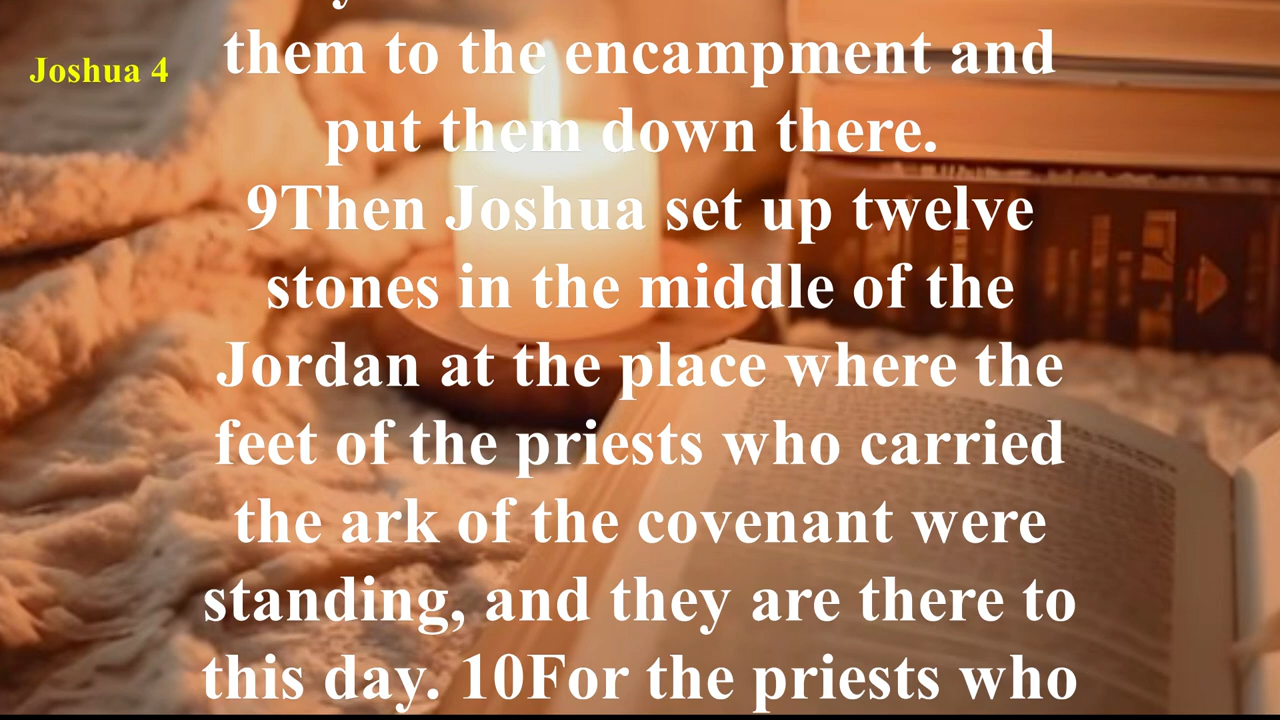 Joshua 4
them to the encampment and
put them down there.
9Then Joshua set up twelve
stones in the middle of the
Jordan at the place where the
feet of the priests who carried
the ark of the covenant were
standing, and they are there to
this day. 10For the priests who